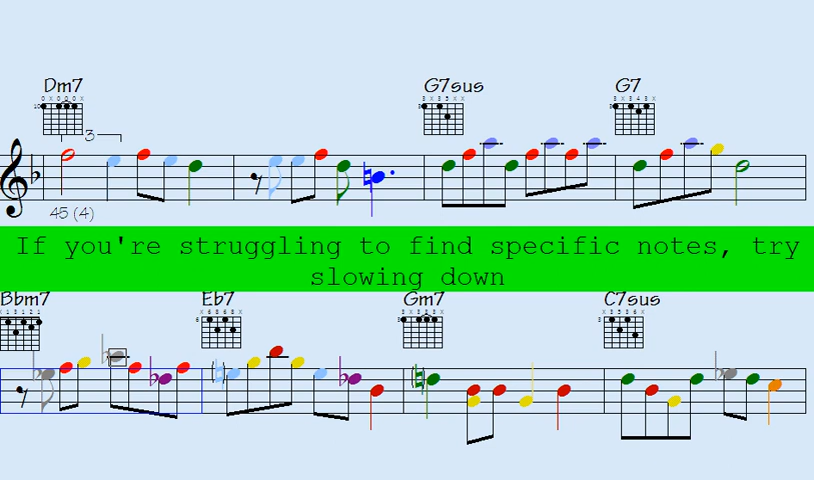 Dm7 G7sus G7
3
45 (4)
If you're struggling to find specific notes, try
slowing down
Bbm7 Eb7 Gm7 C7sus